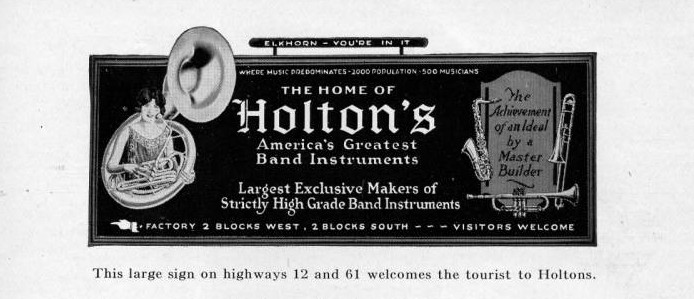 ELKHORN - YOU'RE IN IT
WHERE MUSIC PREDOMINATES - 2000 POPULATION - 500 MUSICIANS
THE HOME OF
Holton's
America's Greatest
Band Instruments
Largest Exclusive Makers of
Strictly High Grade Band Instruments
The
Achievement
of an Ideal
by a
Master
Builder
FACTORY 2 BLOCKS WEST, 2 BLOCKS SOUTH - - - VISITORS WELCOME
This large sign on highways 12 and 61 welcomes the tourist to Holtons.